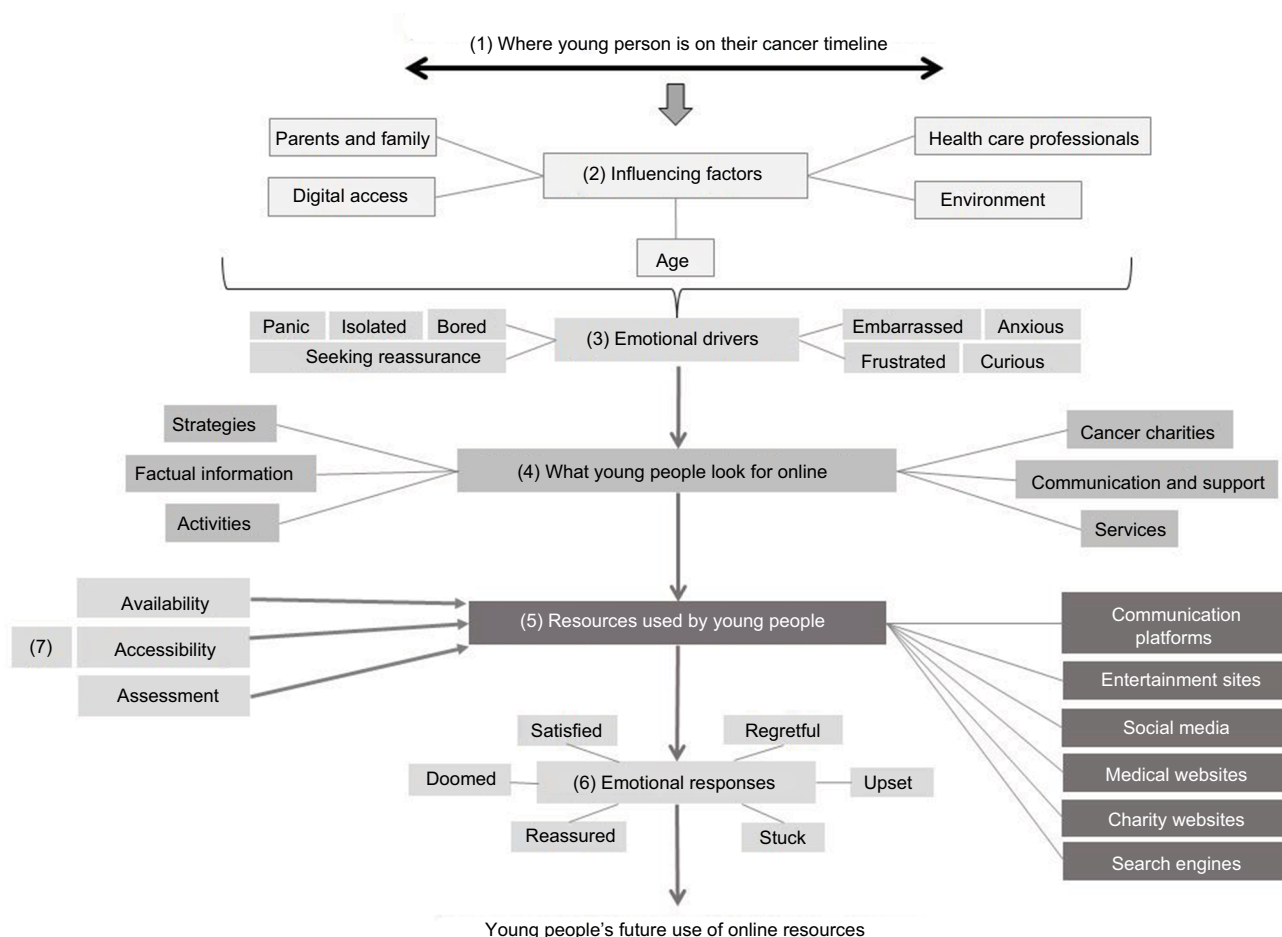 (1) Where young person is on their cancer timeline
Parents and family
Health care professionals
(2) Influencing factors
Digital access
Environment
Age
Panic
Isolated
Bored
Seeking reassurance
(3) Emotional drivers
Embarrassed
Anxious
Frustrated
Curious
Strategies
Factual information
Activities
(4) What young people look for online
Cancer charities
Communication and support
Services
(7)
Availability
Accessibility
Assessment
(5) Resources used by young people
Communication
platforms
Entertainment sites
Social media
Medical websites
Charity websites
Search engines
Satisfied
Regretful
Doomed
(6) Emotional responses
Upset
Reassured
Stuck
Young people’s future use of online resources